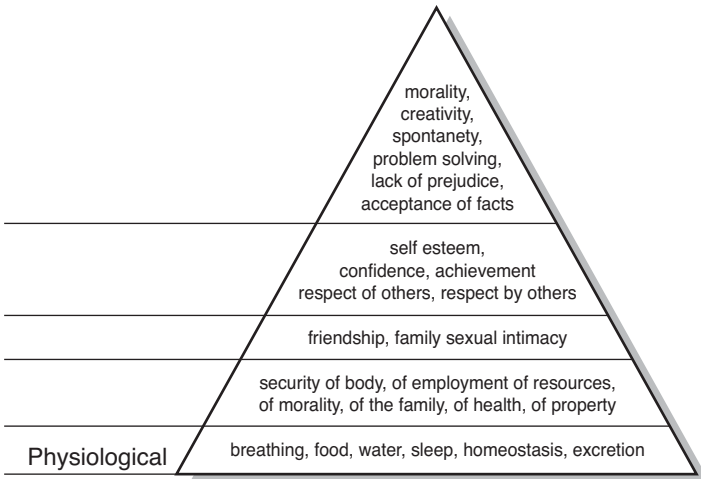 morality,
creativity,
spontanety,
problem solving,
lack of prejudice,
acceptance of facts
self esteem,
confidence, achievement
respect of others, respect by others
friendship, family sexual intimacy
security of body, of employment of resources,
of morality, of the family, of health, of property
Physiological
breathing, food, water, sleep, homeostasis, excretion